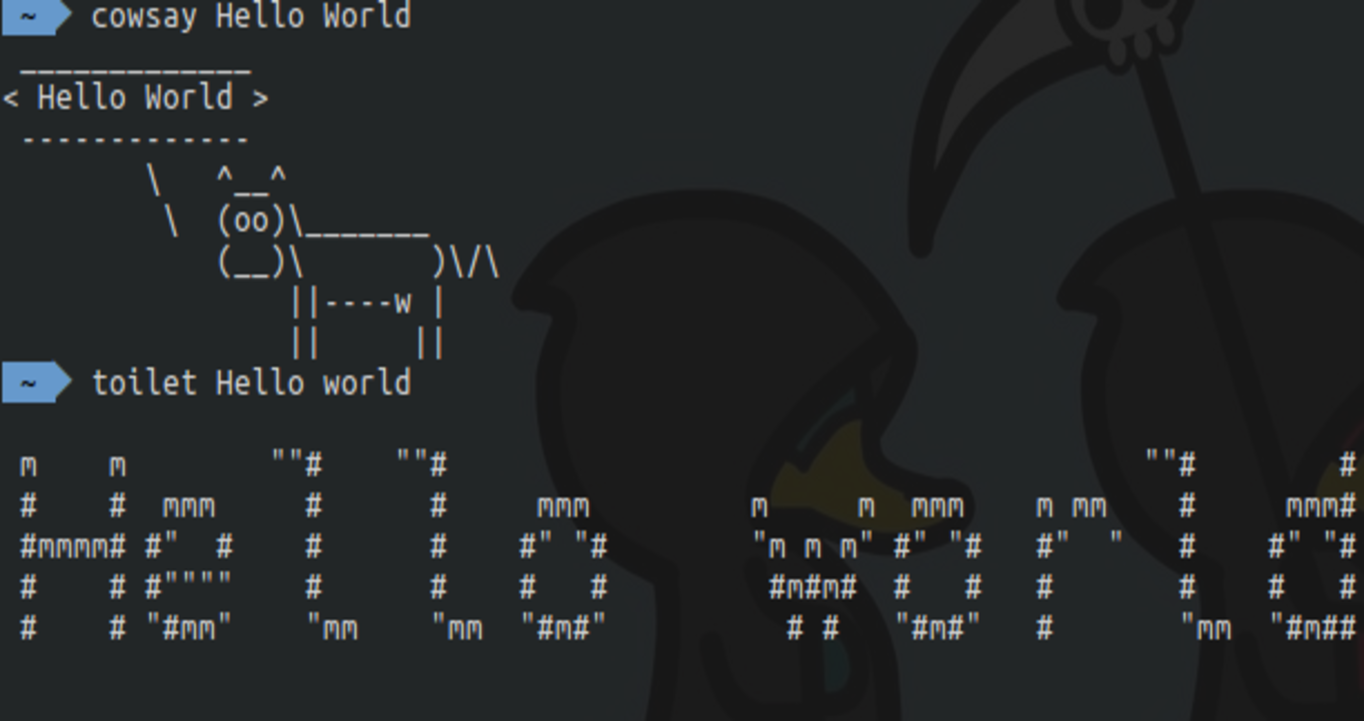 ~ cowsay Hello World
 _____________
< Hello World >
 -------------
        \   ^__^
         \  (oo)\_______
            (__)\       )\/\
                ||----w |
                ||     ||
~ toilet Hello world

 m    m        ""#    ""#                                       ""#        #
 #    #  mmm     #      #     mmm         m     m  mmm    m mm    #     mmm#
 #mmmm# #"  #    #      #    #" "#        "m m m" #" "#   #"  "   #    #" "#
 #    # #""""    #      #    #   #         #m#m#  #   #   #       #    #   #
 #    # "#mm"    "mm    "mm  "#m#"          # #   "#m#"   #       "mm  "#m##